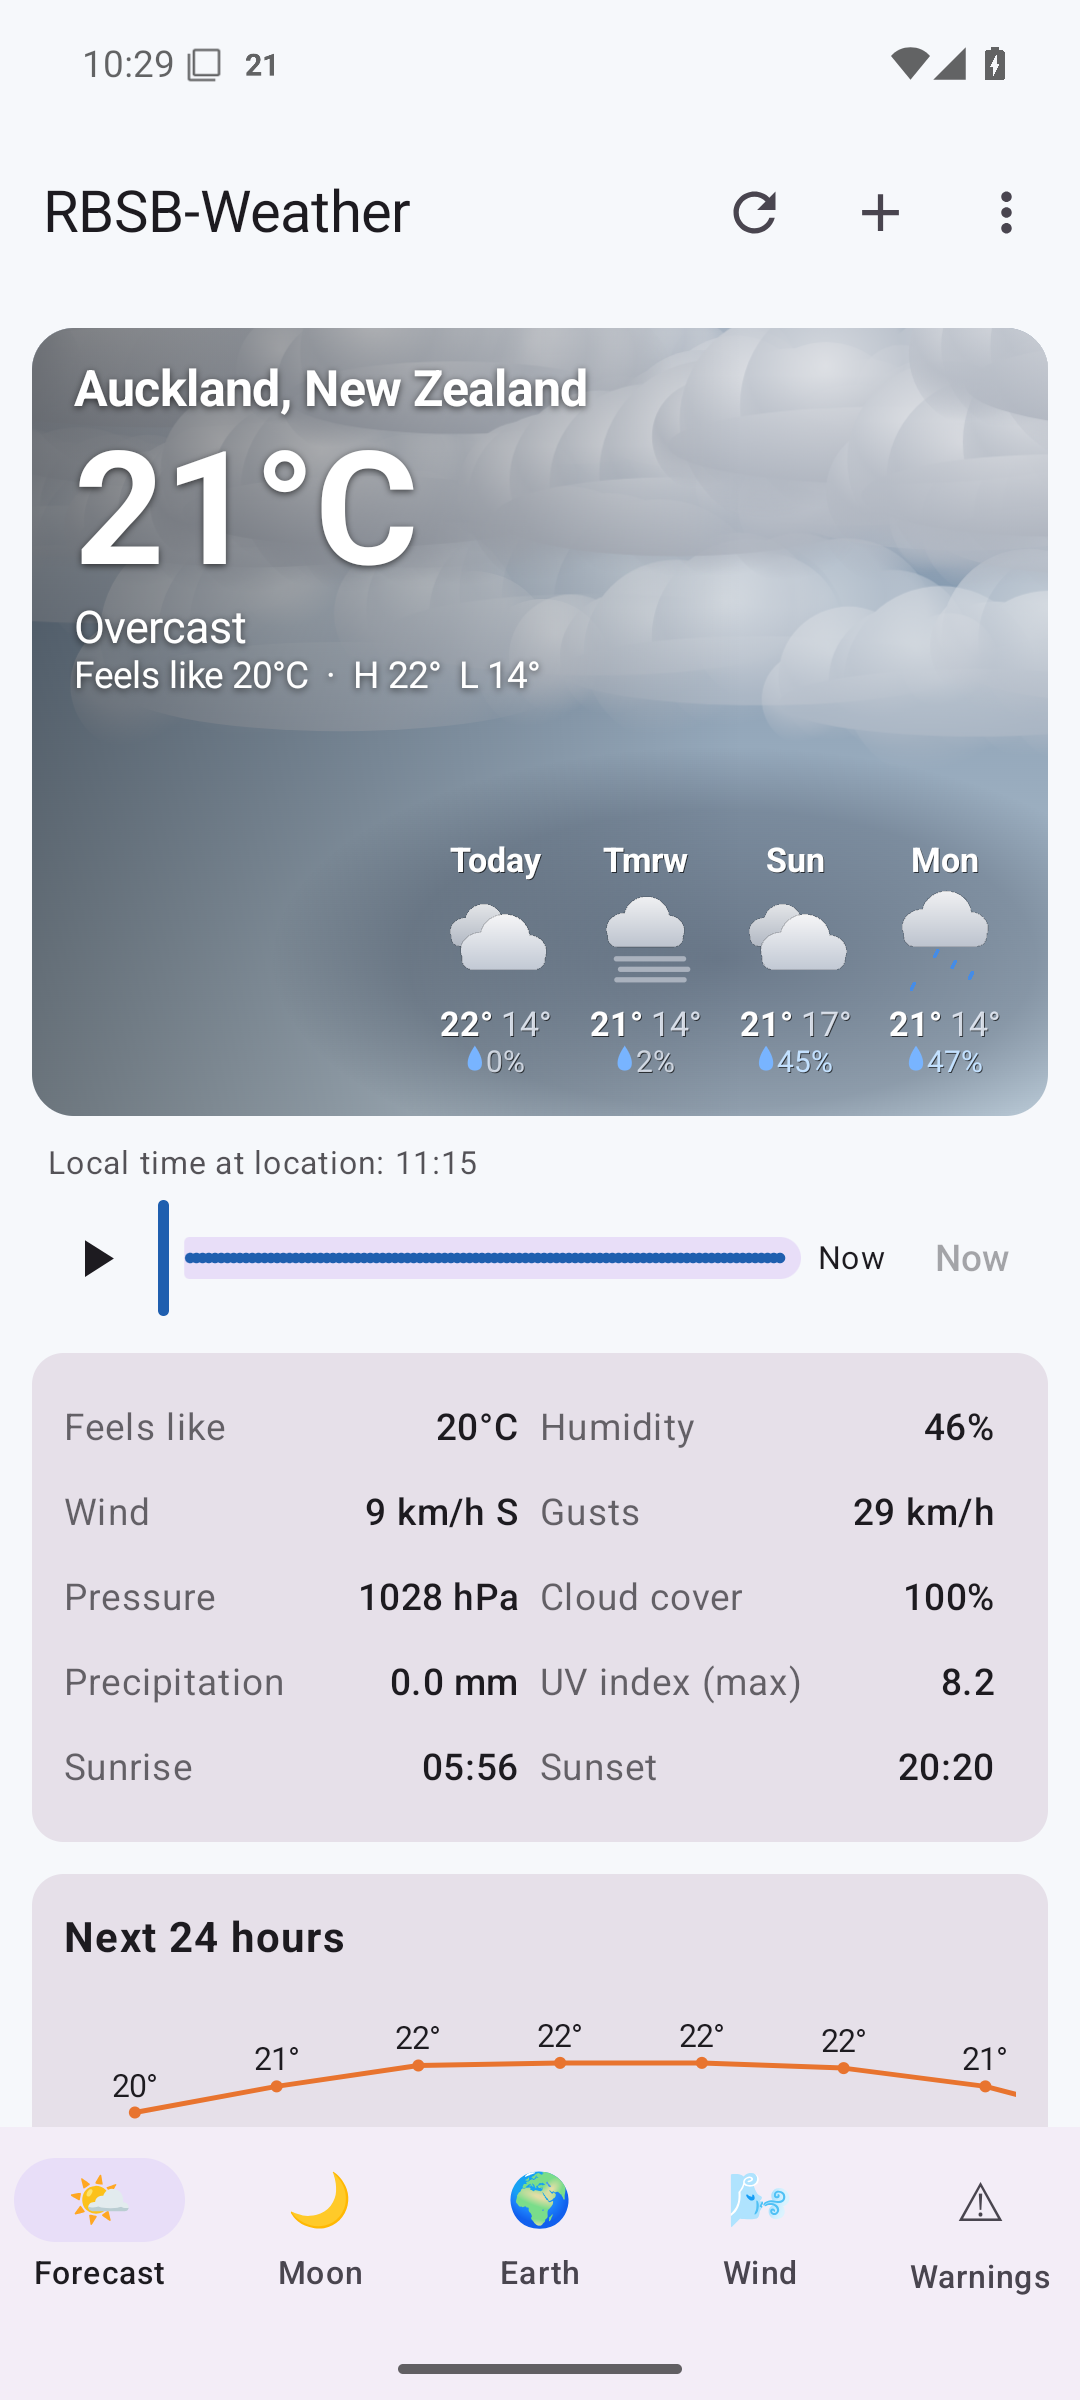 10:29 21
RBSB-Weather
Auckland, New Zealand
21°C
Overcast
Feels like 20°C · H 22° L 14°
Today Tmrw Sun Mon
22° 14° 21° 14° 21° 17° 21° 14°
0% 2% 45% 47%
Local time at location: 11:15
Now Now
Feels like 20°C Humidity 46%
Wind 9 km/h S Gusts 29 km/h
Pressure 1028 hPa Cloud cover 100%
Precipitation 0.0 mm UV index (max) 8.2
Sunrise 05:56 Sunset 20:20
Next 24 hours
20° 21° 22° 22° 22° 22° 21°
Forecast Moon Earth Wind Warnings